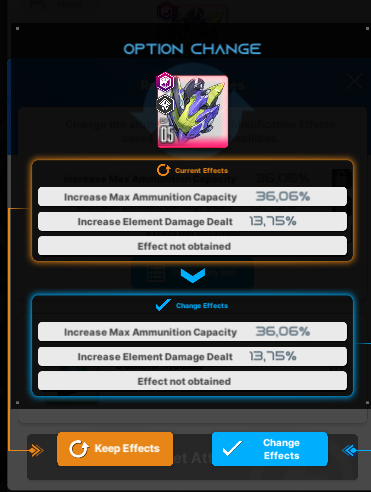 OPTION CHANGE
05
Current Effects
Increase Max Ammunition Capacity 36,06%
Increase Element Damage Dealt 13,75%
Effect not obtained
Change Effects
Increase Max Ammunition Capacity 36,06%
Increase Element Damage Dealt 13,75%
Effect not obtained
Keep Effects
Change
Effects